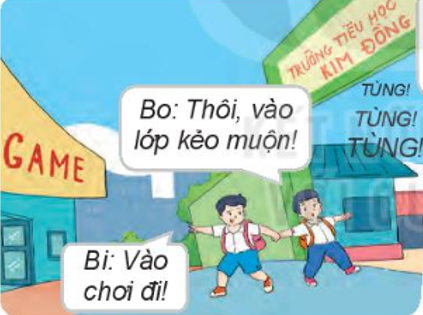 TRƯỜNG TIỂU HỌC
KIM ĐỒNG
TÙNG!
TÙNG!
TÙNG!
Bo: Thôi, vào
lớp kẻo muộn!
GAME
Bi: Vào
chơi đi!